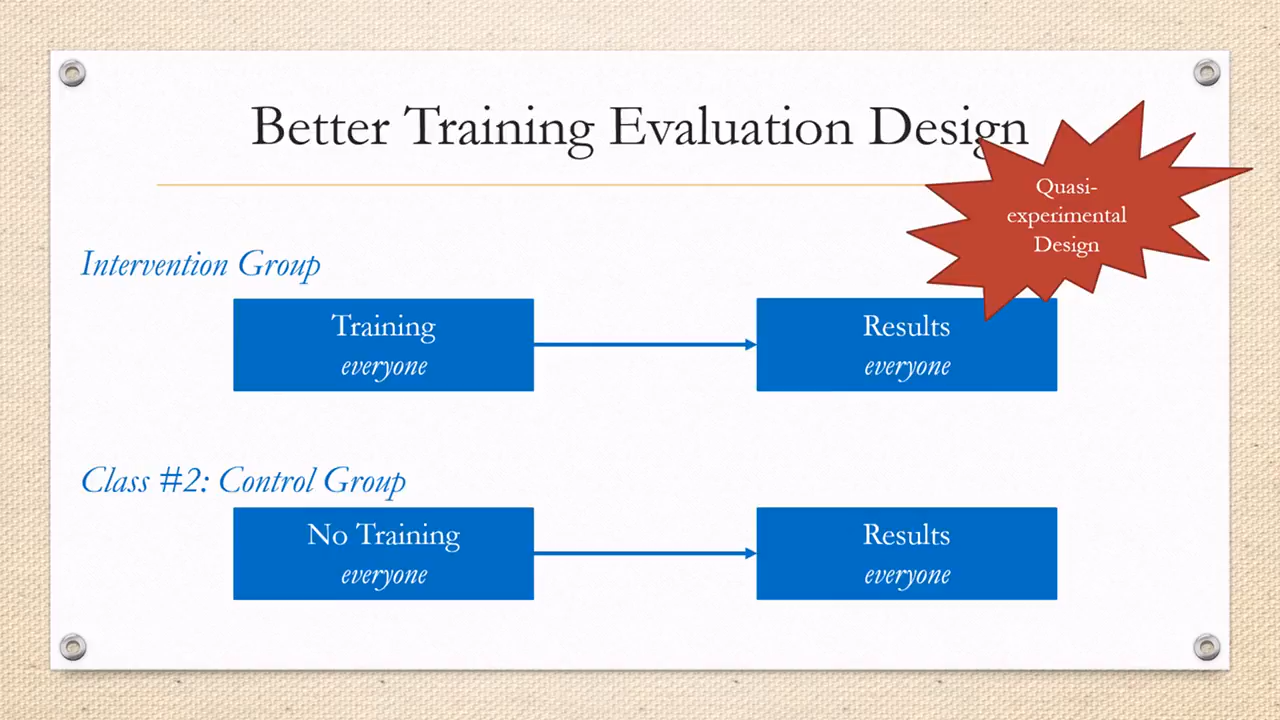 Better Training Evaluation Design
Quasi-
experimental
Design
Intervention Group
Training
everyone
Results
everyone
Class #2: Control Group
No Training
everyone
Results
everyone